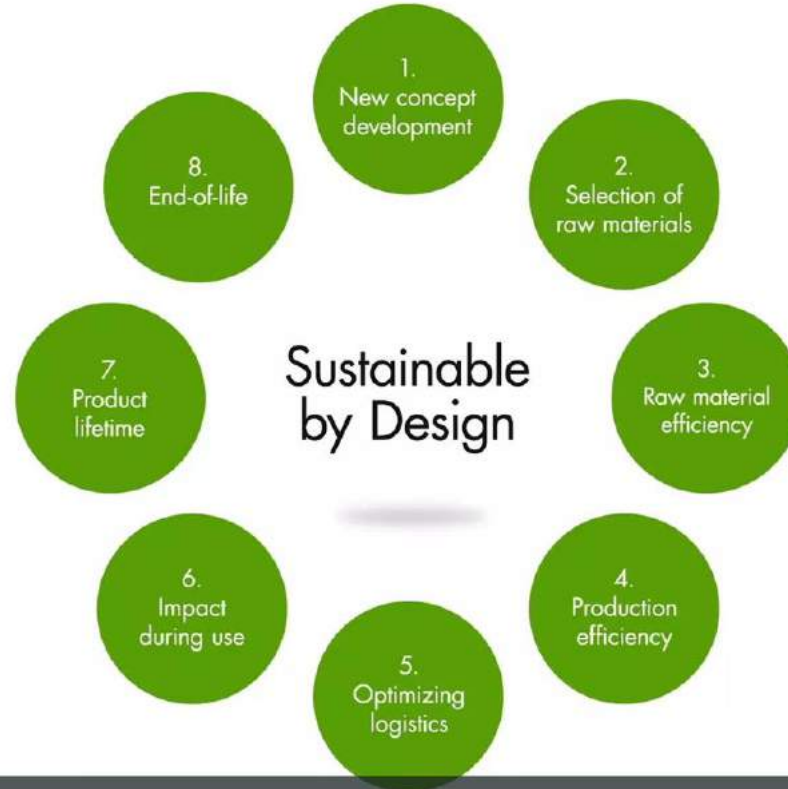 1.
New concept
development
2.
Selection of
raw materials
3.
Raw material
efficiency
4.
Production
efficiency
5.
Optimizing
logistics
6.
Impact
during use
7.
Product
lifetime
8.
End-of-life
Sustainable
by Design